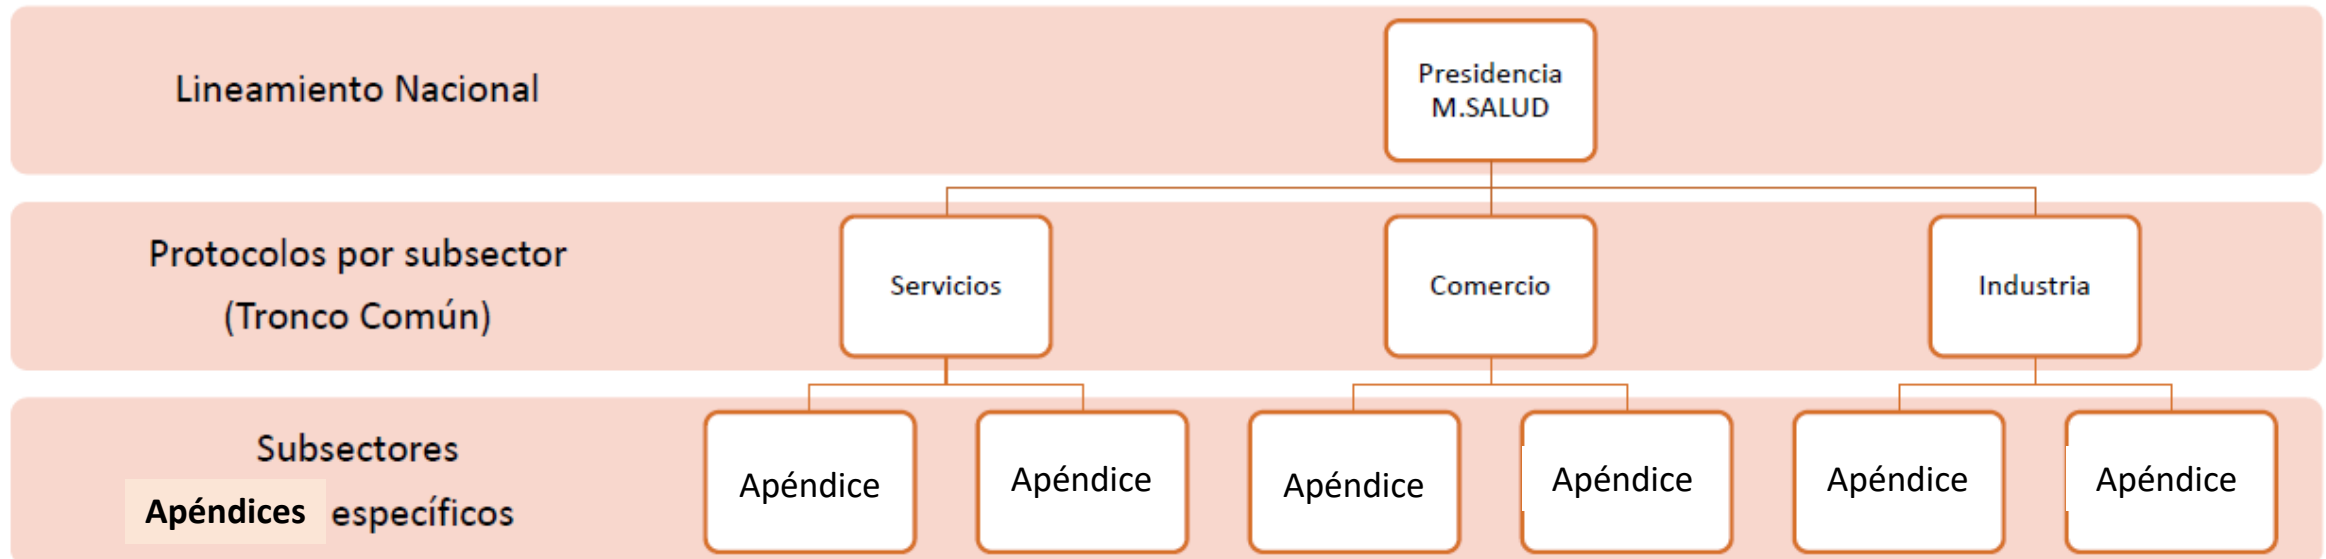 Lineamiento Nacional
Presidencia
M.SALUD
Protocolos por subsector
(Tronco Común)
Servicios
Comercio
Industria
Subsectores
Apéndices específicos
Apéndice
Apéndice
Apéndice
Apéndice
Apéndice
Apéndice